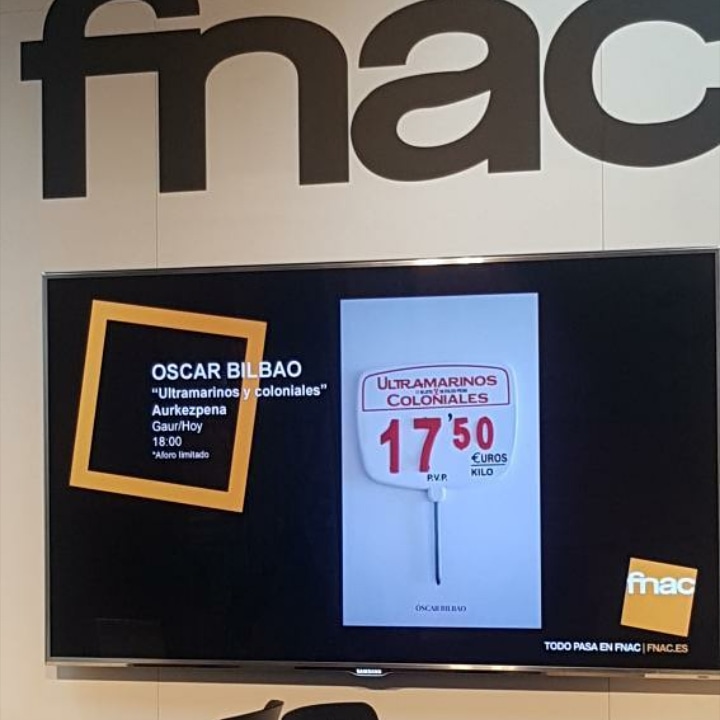 fnac
OSCAR BILBAO
"Ultramarinos y coloniales"
Aurkezpena
Gaur/Hoy
18:00
*Aforo limitado
ULTRAMARINOS
COLONIALES
17'50
€UROS
KILO
P.V.P.
OSCAR BILBAO
fnac
TODO PASA EN FNAC | FNAC.ES
SAMSUNG